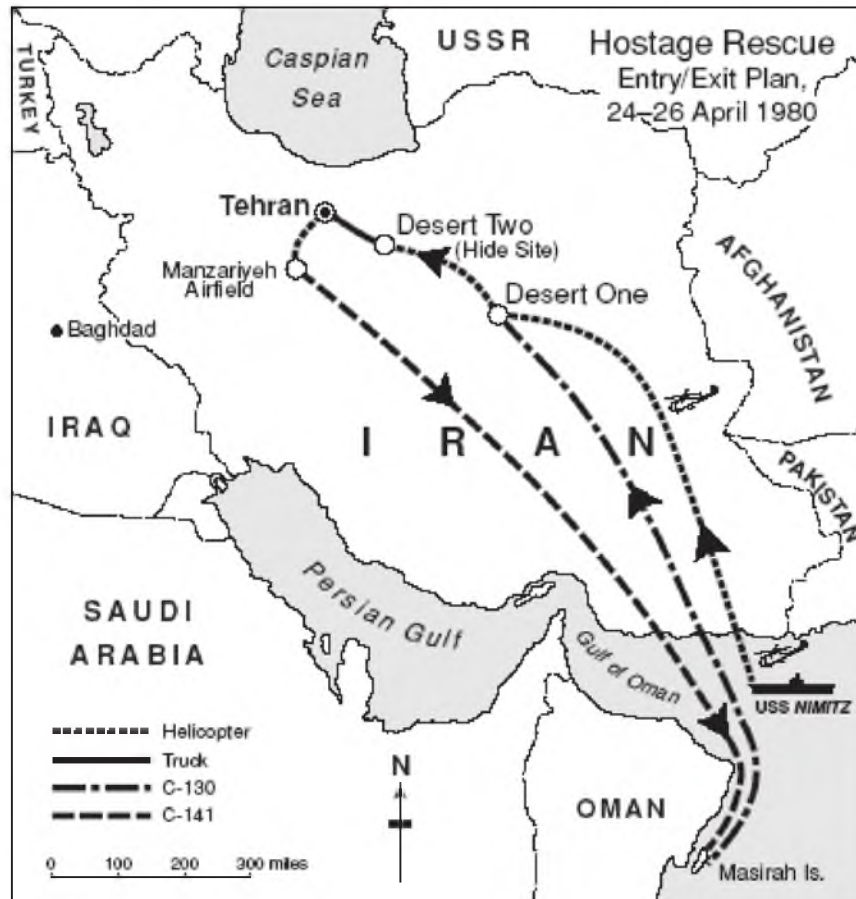 Hostage Rescue
Entry/Exit Plan,
24–26 April 1980
USSR
Caspian
Sea
TURKEY
Tehran
Desert Two
(Hide Site)
Manzariyeh
Airfield
Desert One
AFGHANISTAN
Baghdad
IRAQ
IRAN
PAKISTAN
SAUDI
ARABIA
Persian Gulf
Gulf of Oman
USS NIMITZ
OMAN
Masirah Is.
Helicopter
Truck
C-130
C-141
N
0 100 200 300 miles